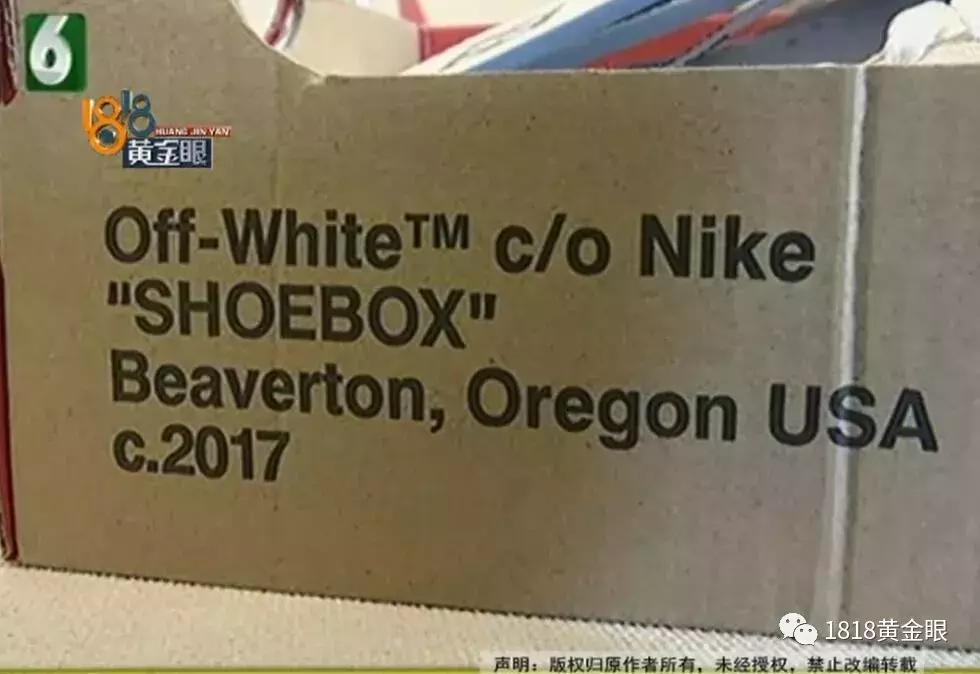 6
1818
HUANG JIN YAN
黄金眼
Off-White™ c/o Nike
"SHOEBOX"
Beaverton, Oregon USA
c.2017
1818黄金眼
声明：版权归原作者所有，未经授权，禁止改编转载